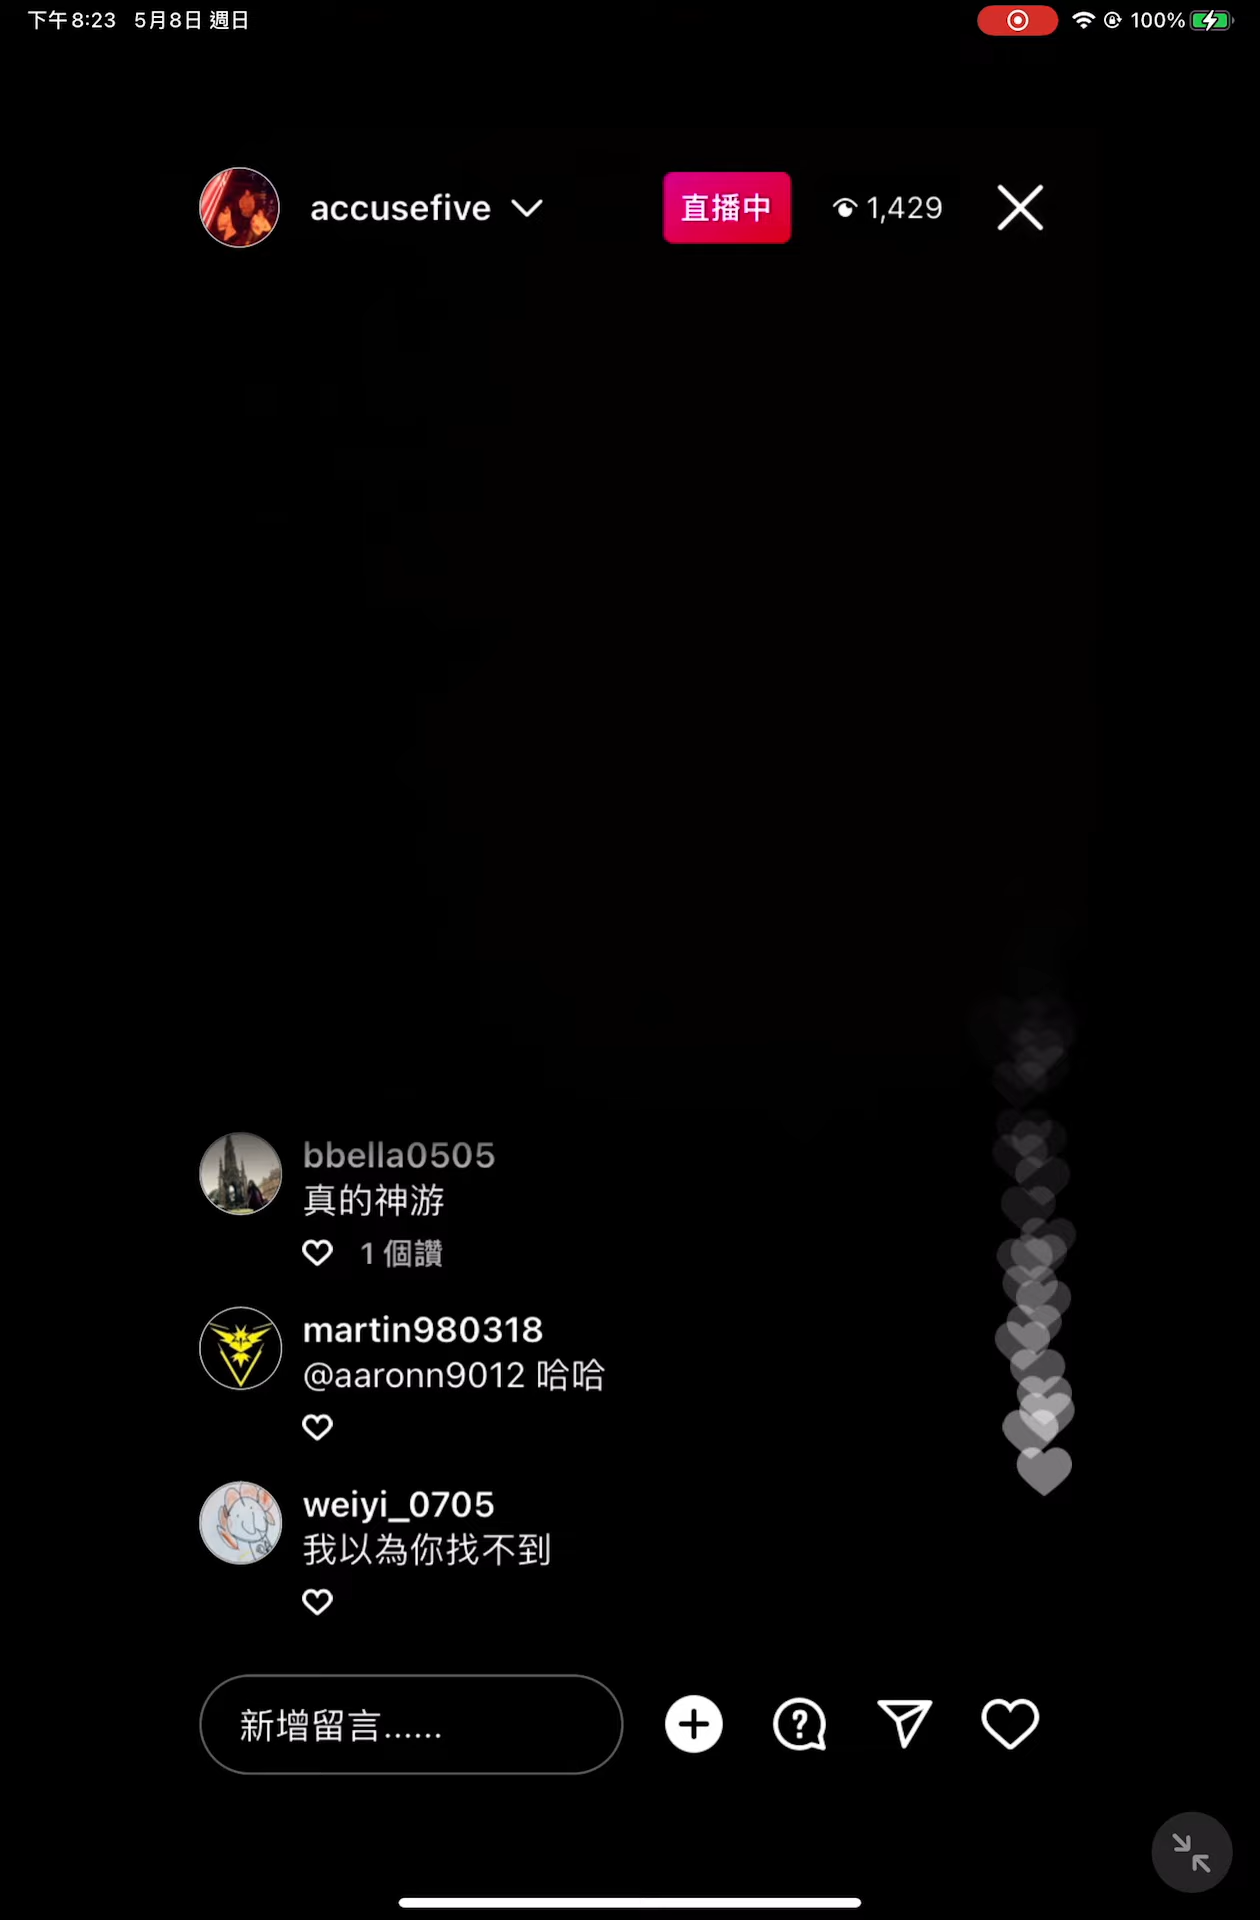 下午8:23 5月8日 週日
100%
accusefive
直播中
1,429
bbella0505
真的神游
1 個讚
martin980318
@aaronn9012 哈哈
weiyi_0705
我以為你找不到
新增留言......